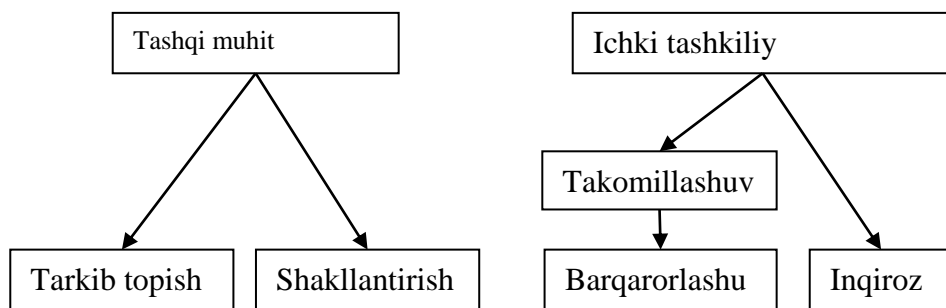 Tashqi muhit
Ichki tashkiliy
Takomillashuv
Tarkib topish
Shakllantirish
Barqarorlashu
Inqiroz